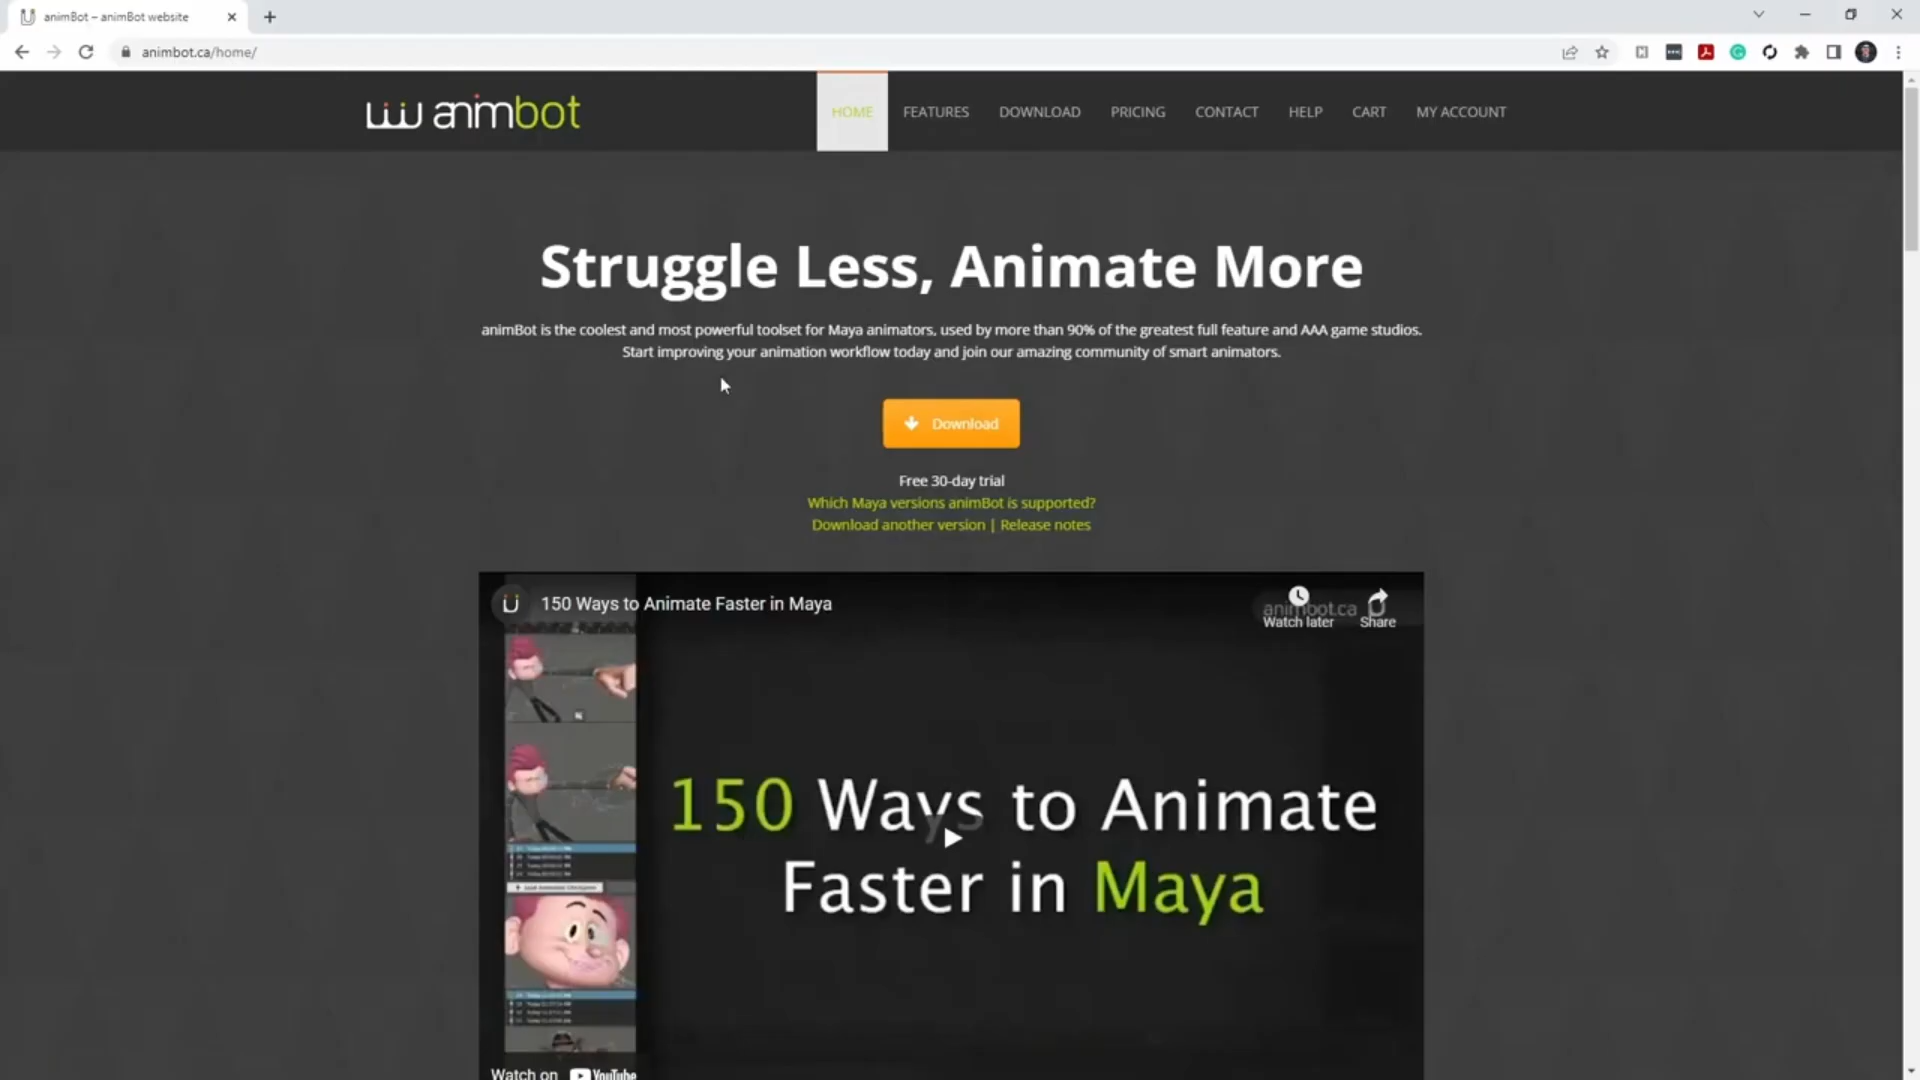 animBot – animBot website
animbot.ca/home/
animbot
HOME
FEATURES
DOWNLOAD
PRICING
CONTACT
HELP
CART
MY ACCOUNT
Struggle Less, Animate More
animBot is the coolest and most powerful toolset for Maya animators, used by more than 90% of the greatest full feature and AAA game studios.
Start improving your animation workflow today and join our amazing community of smart animators.
Download
Free 30-day trial
Which Maya versions animBot is supported?
Download another version | Release notes
150 Ways to Animate Faster in Maya
animbot.ca
Watch later
Share
150 Ways to Animate
Faster in Maya
Watch on YouTube